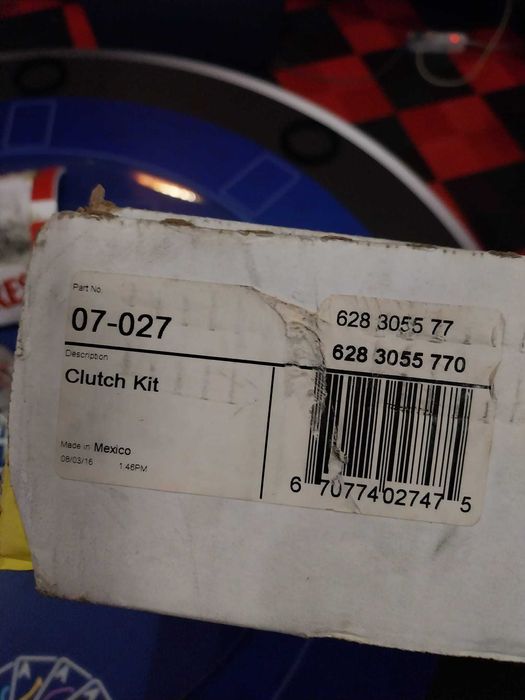 Part No.
07-027
628 3055 77
628 3055 770
Description
Clutch Kit
Made in Mexico
08/03/16 1:46PM
6 70774 02747 5
A A A